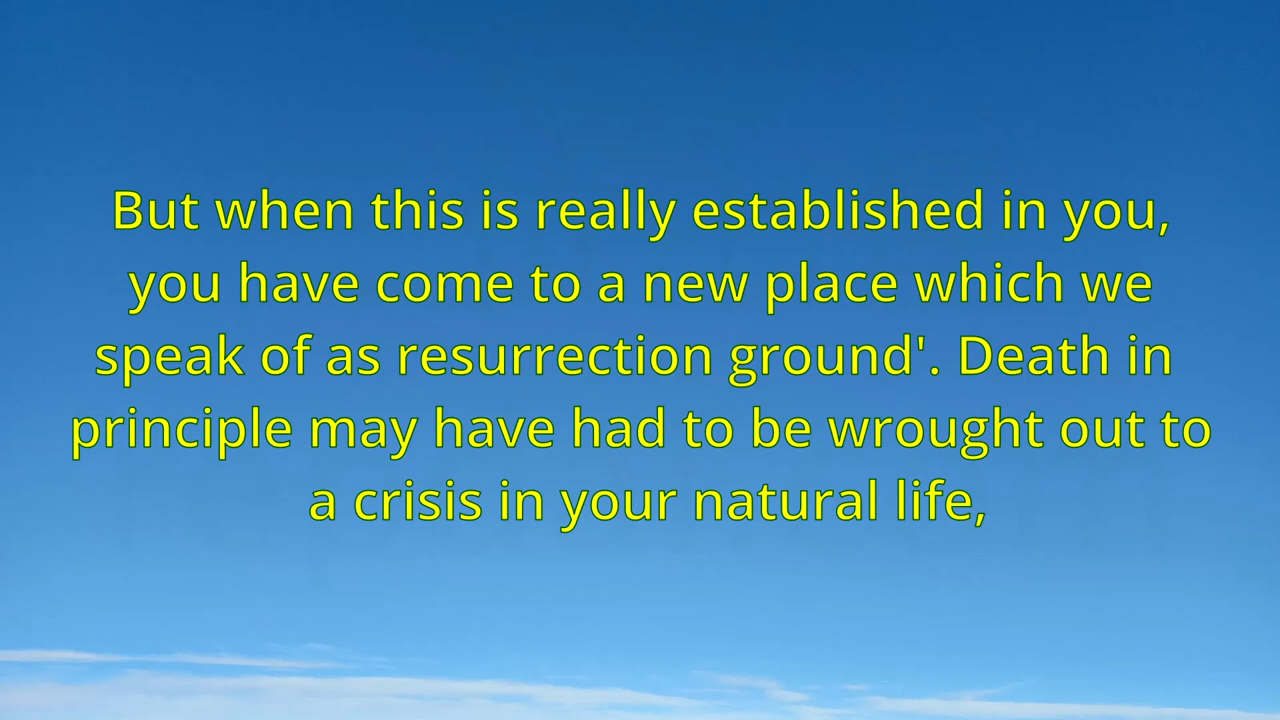 But when this is really established in you,
you have come to a new place which we
speak of as resurrection ground'. Death in
principle may have had to be wrought out to
a crisis in your natural life,